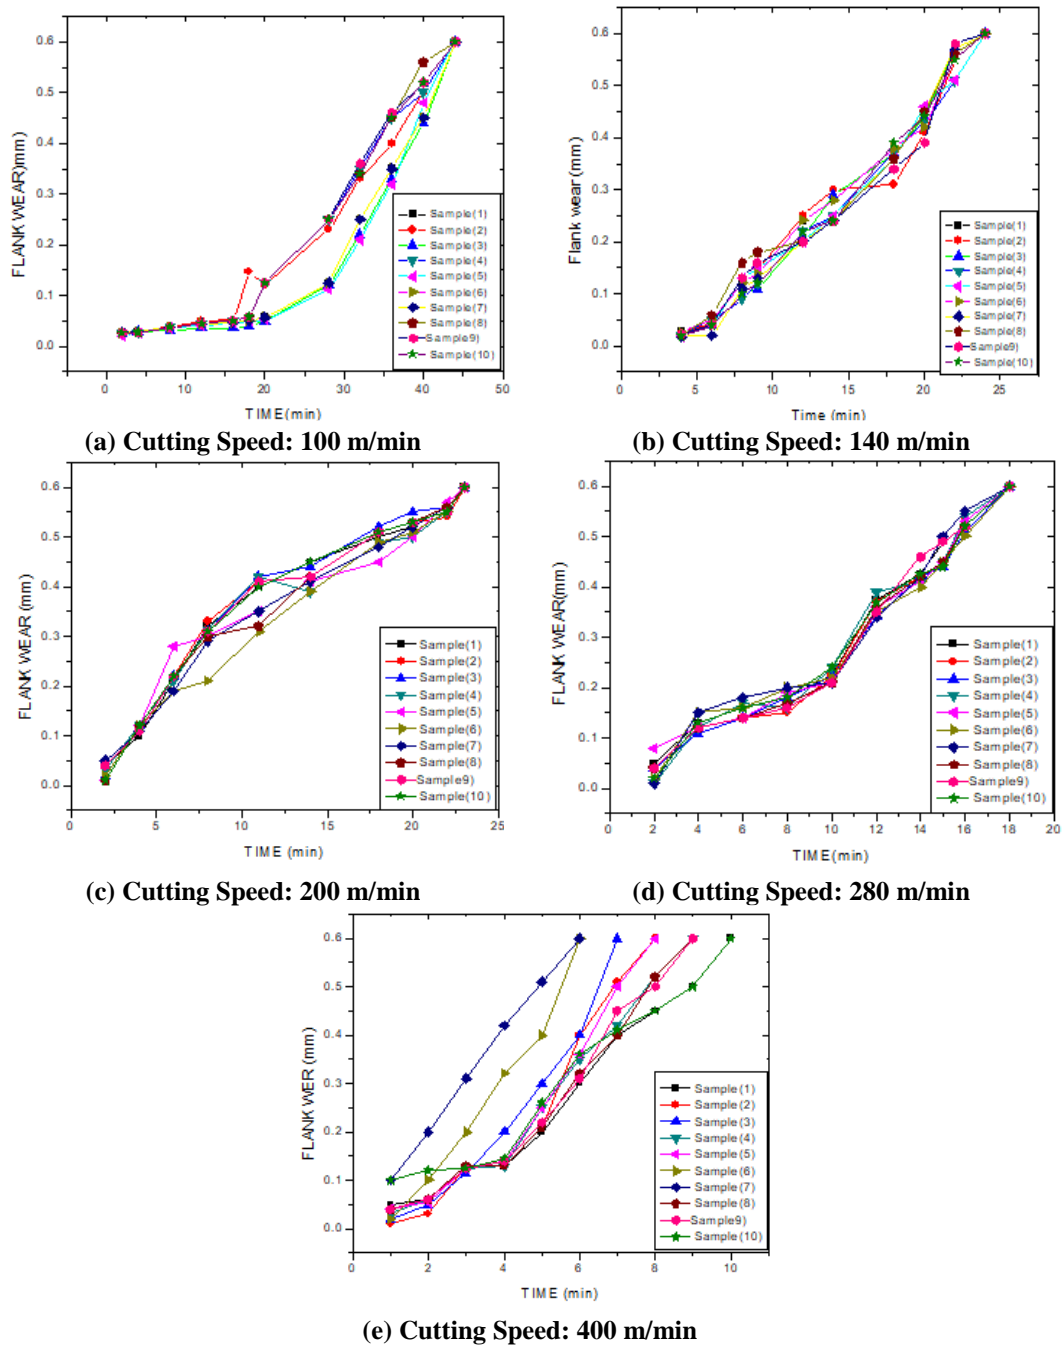 0.6
0.5
0.4
0.3
0.2
0.1
0.0
FLANK WEAR)mm)
Sample(1)
Sample(2)
Sample(3)
Sample(4)
Sample(5)
Sample(6)
Sample(7)
Sample(8)
Sample9)
Sample(10)
0 10 20 30 40 50
TIME(min)
(a) Cutting Speed: 100 m/min
0.6
0.5
0.4
0.3
0.2
0.1
0.0
Flank wear (mm)
Sample(1)
Sample(2)
Sample(3)
Sample(4)
Sample(5)
Sample(6)
Sample(7)
Sample(8)
Sample(9)
Sample(10)
0 5 10 15 20 25
Time (min)
(b) Cutting Speed: 140 m/min
0.6
0.5
0.4
0.3
0.2
0.1
0.0
FLANK WEAR(mm)
Sample(1)
Sample(2)
Sample(3)
Sample(4)
Sample(5)
Sample(6)
Sample(7)
Sample(8)
Sample9)
Sample(10)
0 5 10 15 20 25
TIME (min)
(c) Cutting Speed: 200 m/min
0.6
0.5
0.4
0.3
0.2
0.1
0.0
FLANK WEAR(mm)
Sample(1)
Sample(2)
Sample(3)
Sample(4)
Sample(5)
Sample(6)
Sample(7)
Sample(8)
Sample9)
Sample(10)
0 2 4 6 8 10 12 14 16 18 20
TIME(min)
(d) Cutting Speed: 280 m/min
0.6
0.5
0.4
0.3
0.2
0.1
0.0
FLANK WER (mm)
Sample(1)
Sample(2)
Sample(3)
Sample(4)
Sample(5)
Sample(6)
Sample(7)
Sample(8)
Sample9)
Sample(10)
0 2 4 6 8 10
TIME (min)
(e) Cutting Speed: 400 m/min